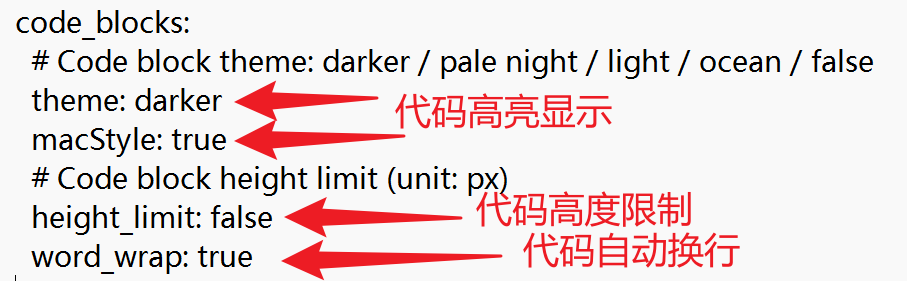 code_blocks:
# Code block theme: darker / pale night / light / ocean / false
theme: darker
代码高亮显示
macStyle: true
# Code block height limit (unit: px)
height_limit: false
代码高度限制
word_wrap: true
代码自动换行